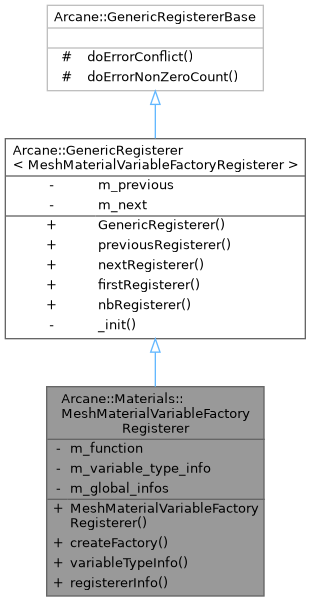 Arcane::GenericRegistererBase
# doErrorConflict()
# doErrorNonZeroCount()
Arcane::GenericRegisterer
< MeshMaterialVariableFactoryRegisterer >
- m_previous
- m_next
+ GenericRegisterer()
+ previousRegisterer()
+ nextRegisterer()
+ firstRegisterer()
+ nbRegisterer()
- _init()
Arcane::Materials::
MeshMaterialVariableFactory
Registerer
- m_function
- m_variable_type_info
- m_global_infos
+ MeshMaterialVariableFactory
Registerer()
+ createFactory()
+ variableTypeInfo()
+ registererInfo()